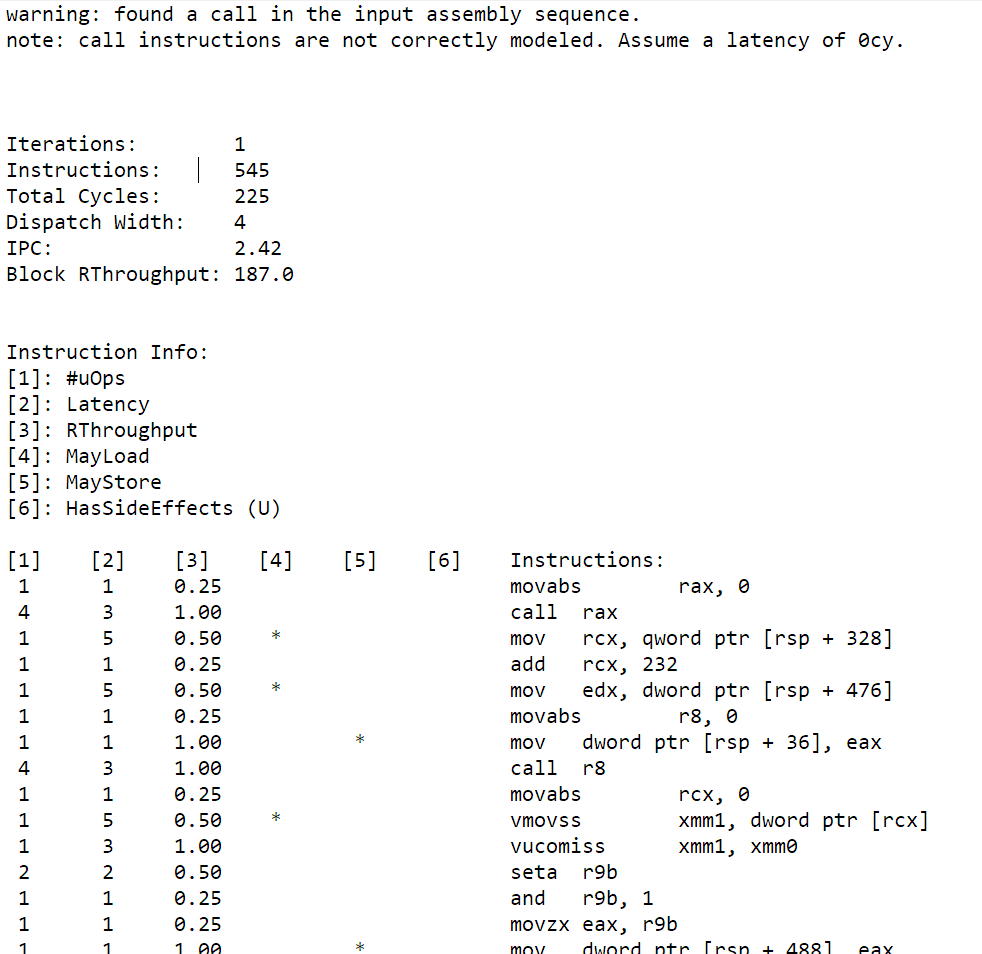 warning: found a call in the input assembly sequence.
note: call instructions are not correctly modeled. Assume a latency of 0cy.
Iterations: 1
Instructions: 545
Total Cycles: 225
Dispatch Width: 4
IPC: 2.42
Block RThroughput: 187.0
Instruction Info:
[1]: #uOps
[2]: Latency
[3]: RThroughput
[4]: MayLoad
[5]: MayStore
[6]: HasSideEffects (U)
[1] [2] [3] [4] [5] [6] Instructions:
1 1 0.25 movabs rax, 0
4 3 1.00 call rax
1 5 0.50 * mov rcx, qword ptr [rsp + 328]
1 1 0.25 add rcx, 232
1 5 0.50 * mov edx, dword ptr [rsp + 476]
1 1 0.25 movabs r8, 0
1 1 1.00 * mov dword ptr [rsp + 36], eax
4 3 1.00 call r8
1 1 0.25 movabs rcx, 0
1 5 0.50 * vmovss xmm1, dword ptr [rcx]
1 3 1.00 vucomiss xmm1, xmm0
2 2 0.50 seta r9b
1 1 0.25 and r9b, 1
1 1 0.25 movzx eax, r9b
1 1 1.00 * mov dword ptr [rsp + 488], eax